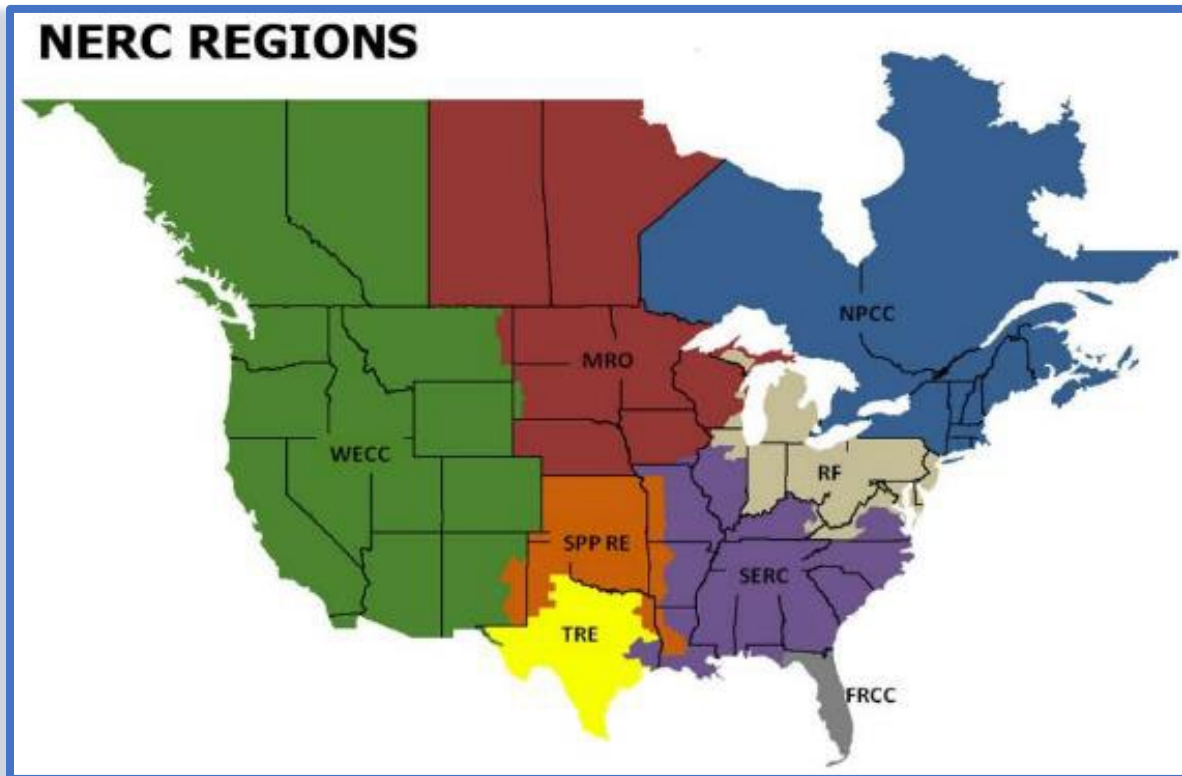 NERC REGIONS
NPCC
MRO
WECC
RF
SPP RE
SERC
TRE
FRCC